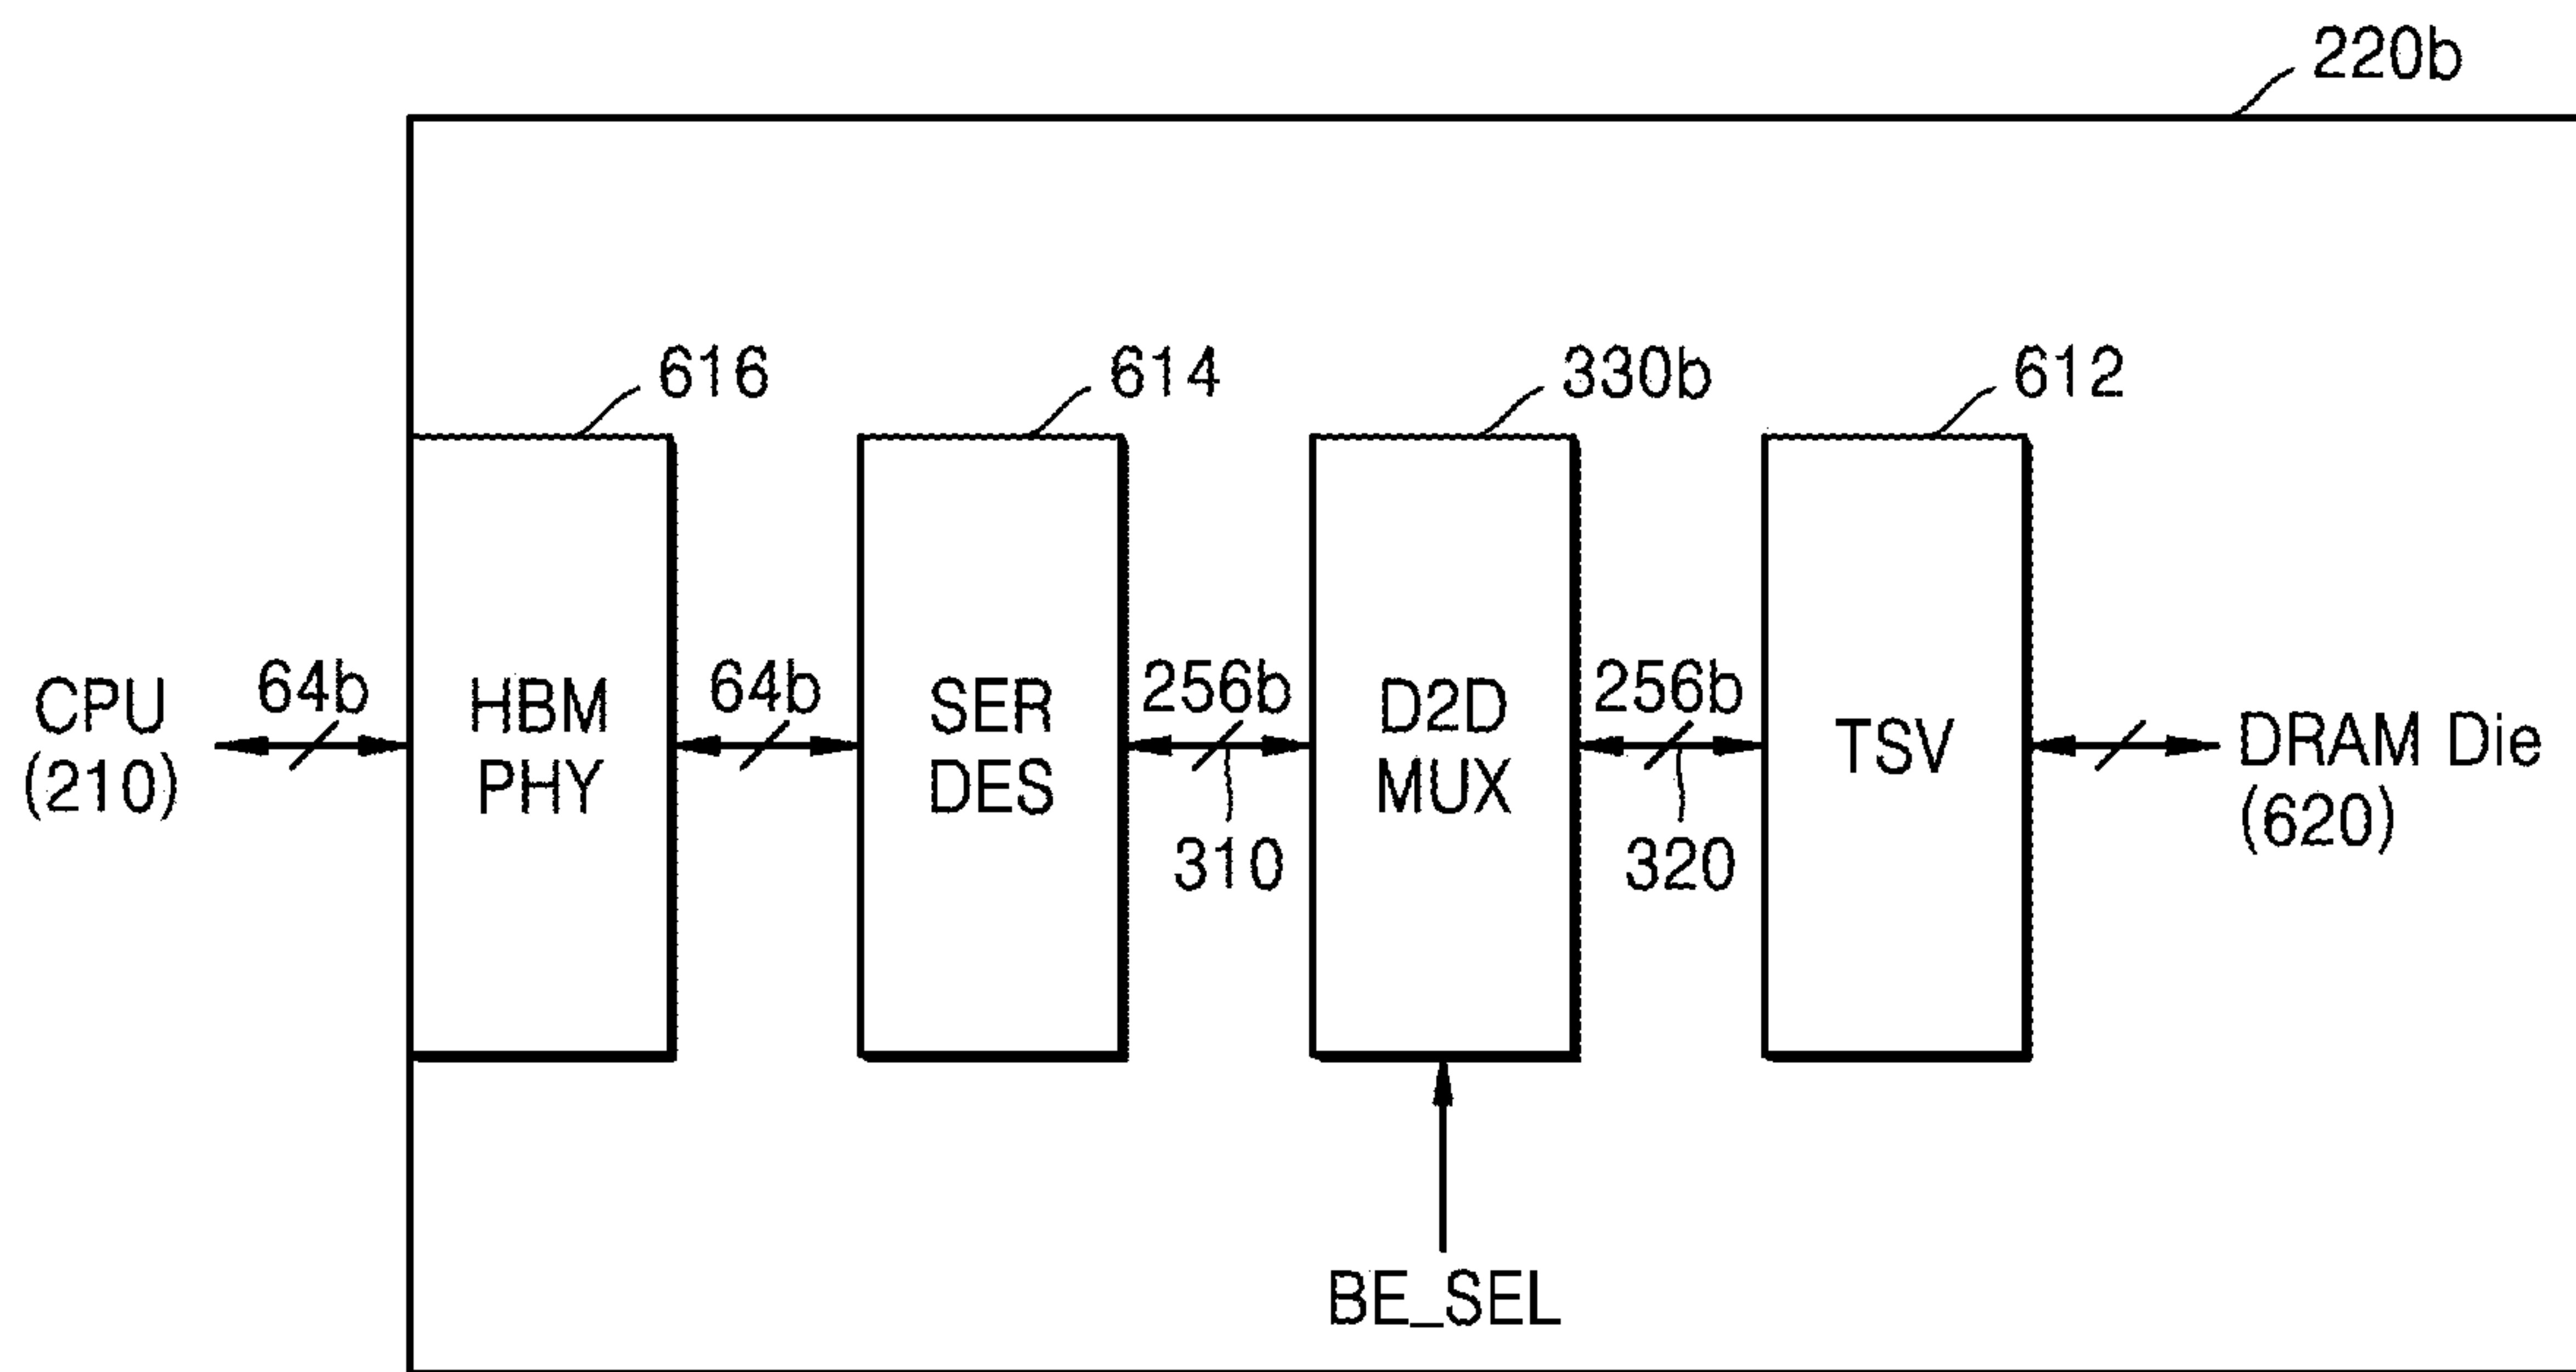 220b
616
614
330b
612
CPU
(210)
64b
HBM
PHY
64b
SER
DES
256b
310
D2D
MUX
256b
320
TSV
DRAM Die
(620)
BE_SEL